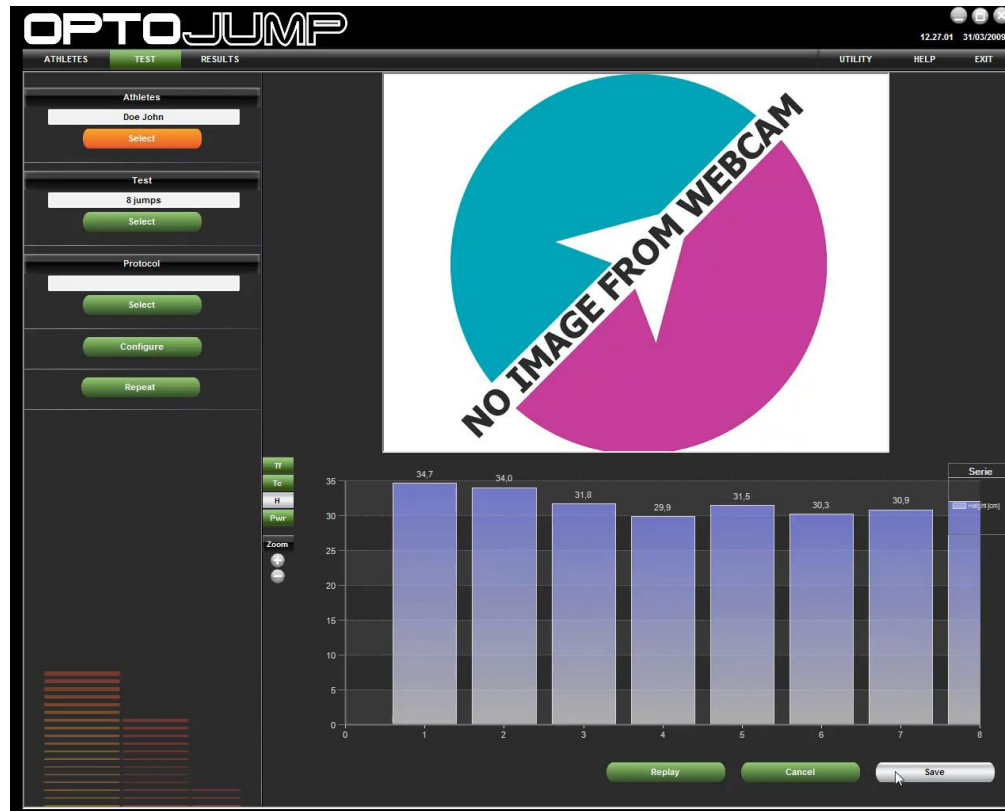 OPTOJUMP
12.27.01 31/03/2009
ATHLETES TEST RESULTS UTILITY HELP EXIT
Athletes
Doe John
Select
Test
8 jumps
Select
Protocol
Select
Configure
Repeat
NO IMAGE FROM WEBCAM
Tf
Tc
H
Pwr
Zoom
Serie
Height [cm]
34,7 34,0 31,8 29,9 31,5 30,3 30,9
35
30
25
20
15
10
5
0
0 1 2 3 4 5 6 7 8
Replay Cancel Save